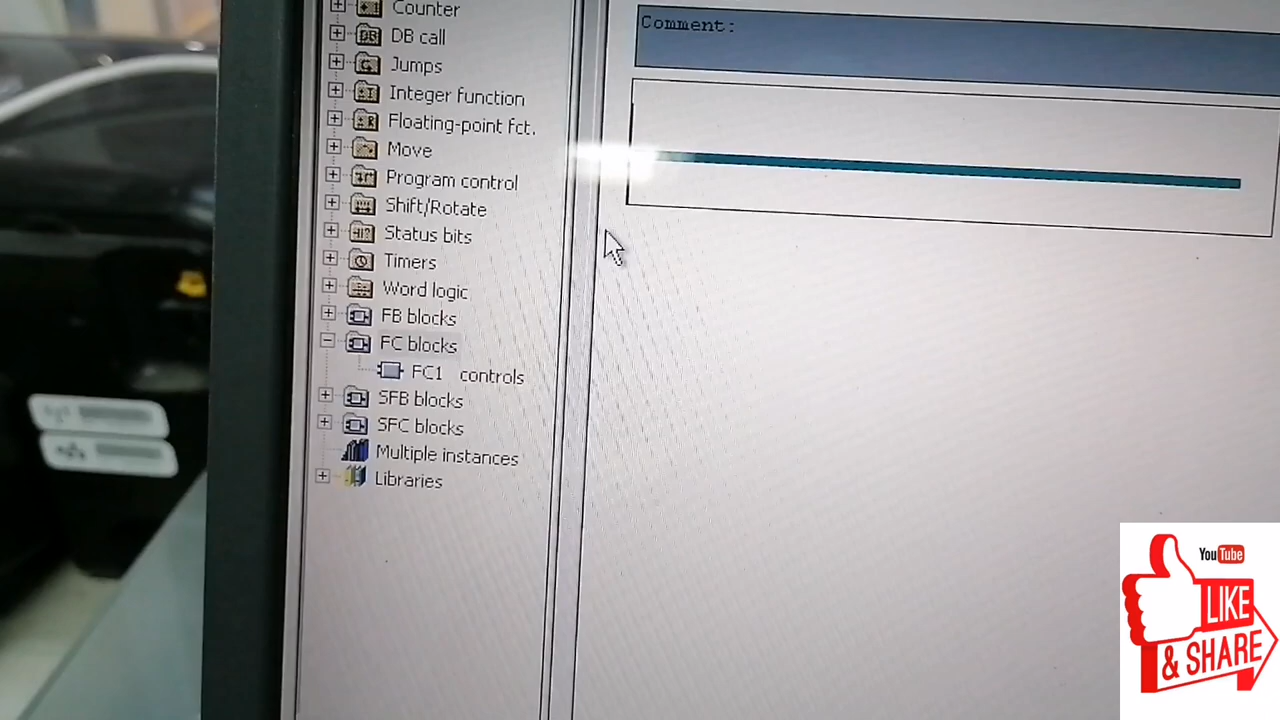 Counter
DB call
Jumps
Integer function
Floating-point fct.
Move
Program control
Shift/Rotate
Status bits
Timers
Word logic
FB blocks
FC blocks
FC1 controls
SFB blocks
SFC blocks
Multiple instances
Libraries
Comment:
YouTube
LIKE
& SHARE